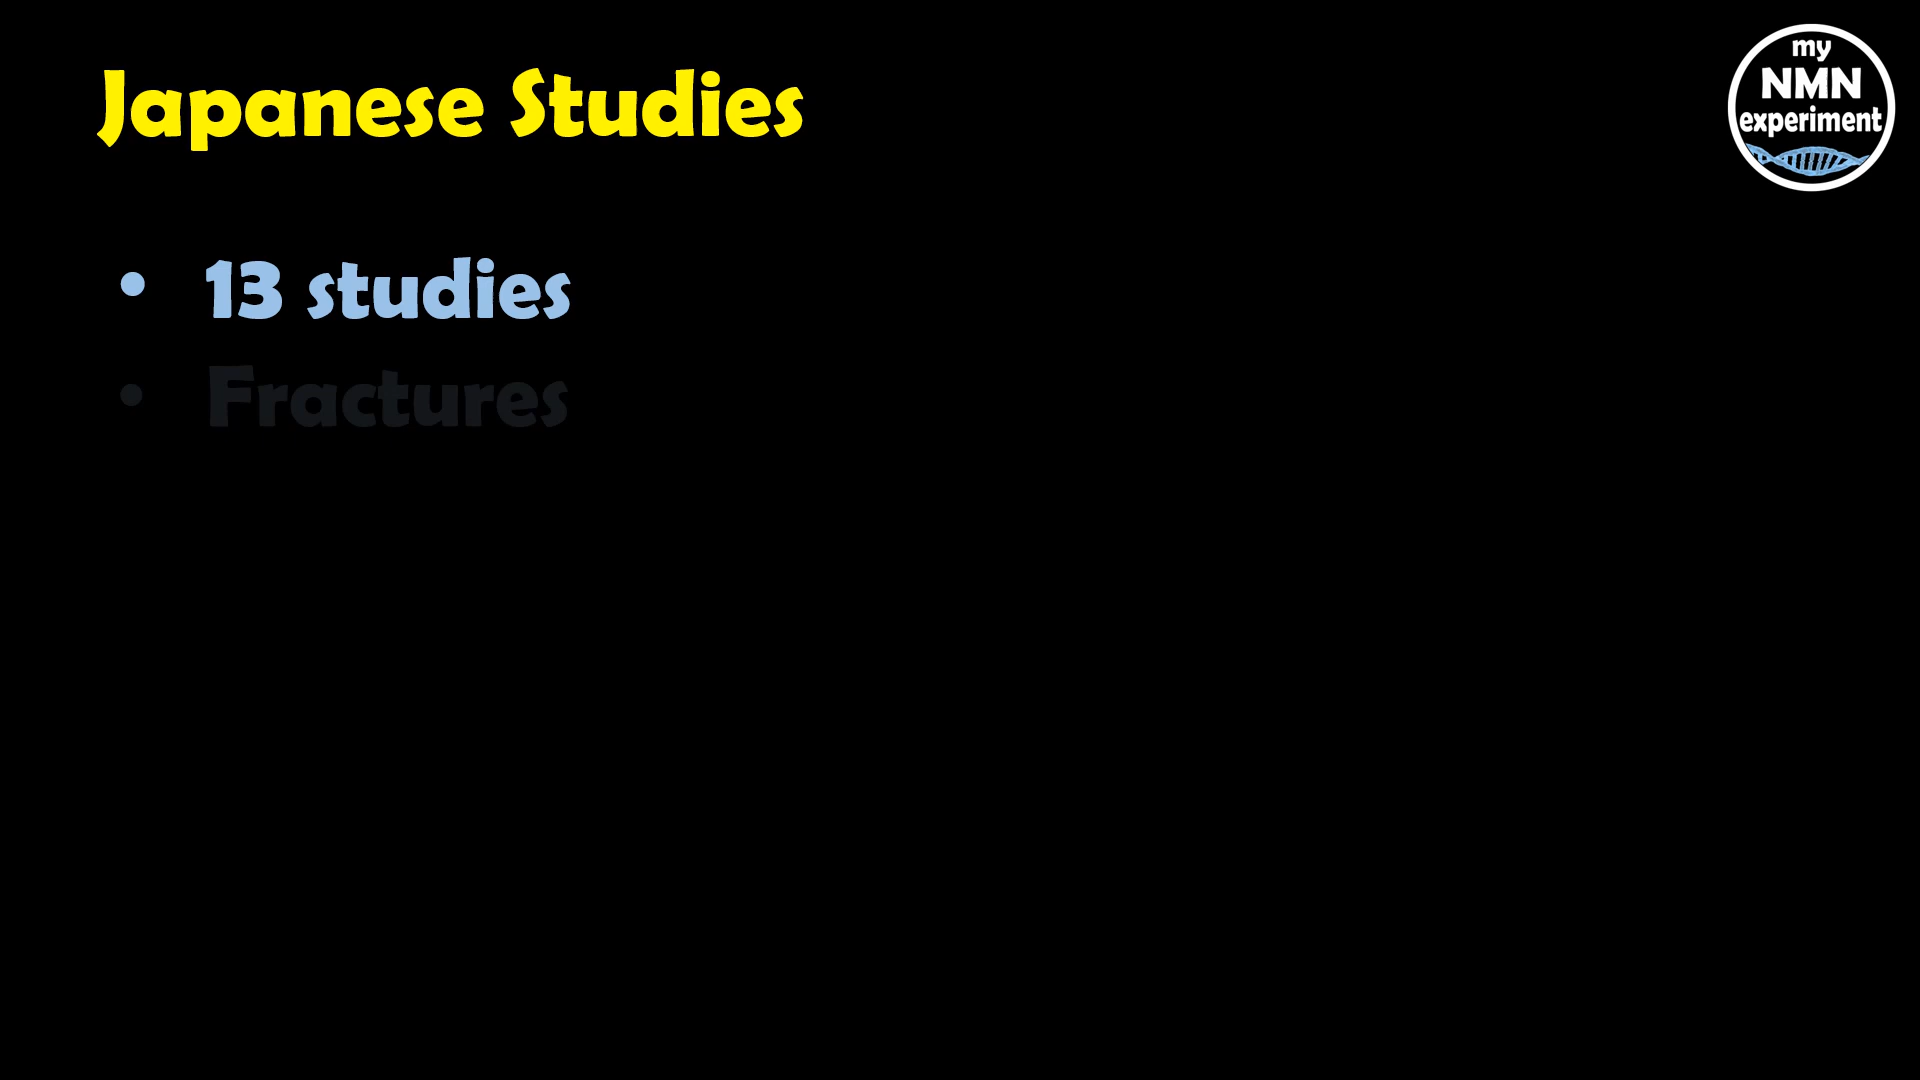 Japanese Studies
my
NMN
experiment
• 13 studies
• Fractures